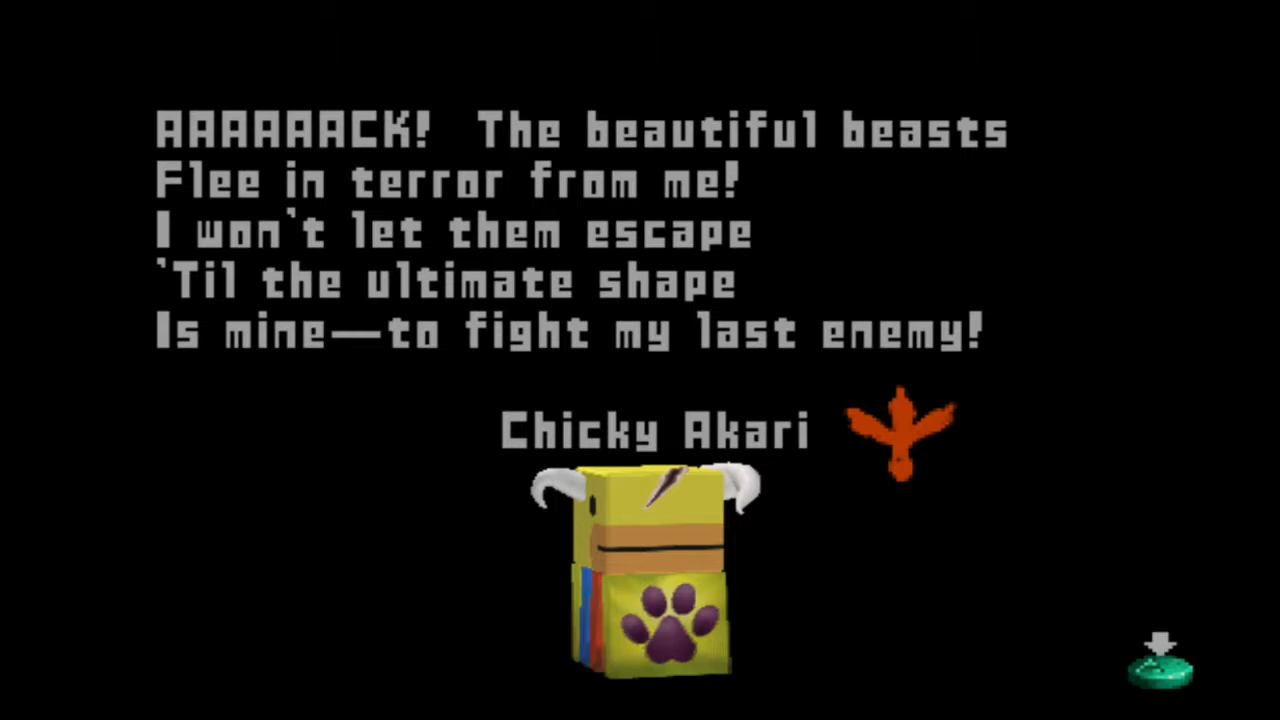 AAAAAACK!  The beautiful beasts
Flee in terror from me!
I won't let them escape
'Til the ultimate shape
Is mine—to fight my last enemy!
Chicky Akari